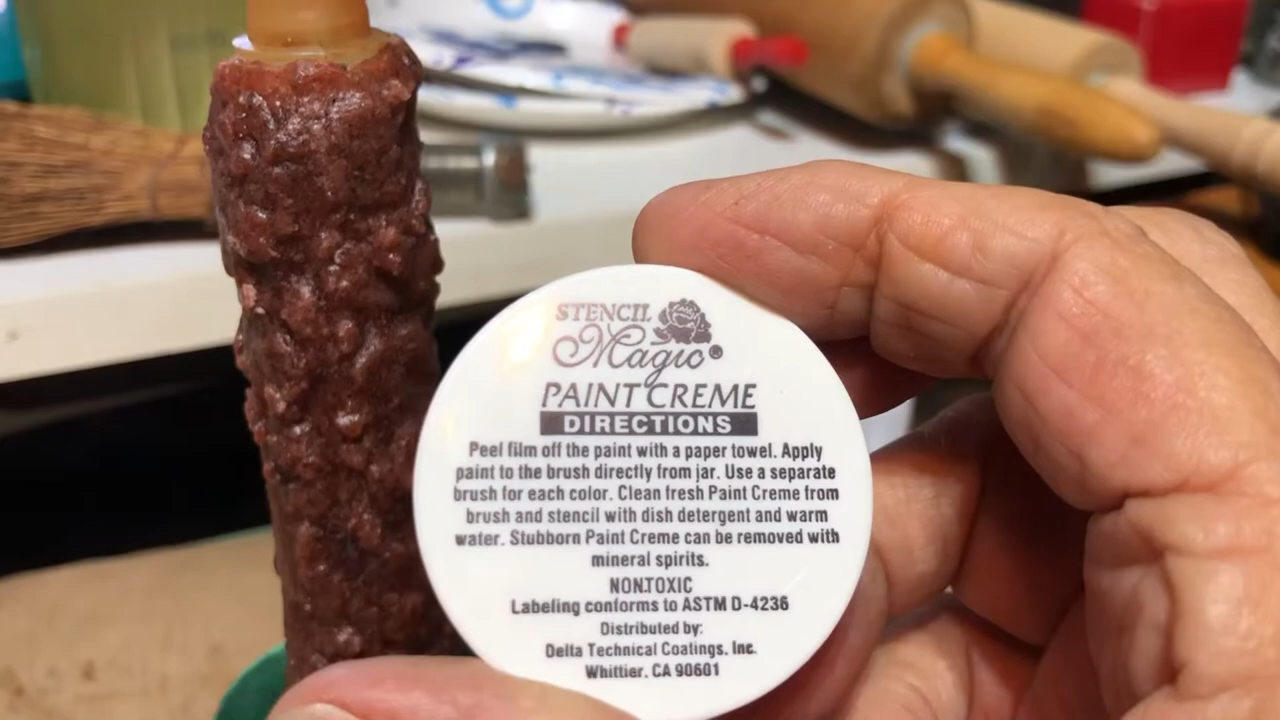 STENCIL
Magic®
PAINT CREME
DIRECTIONS
Peel film off the paint with a paper towel. Apply
paint to the brush directly from jar. Use a separate
brush for each color. Clean fresh Paint Creme from
brush and stencil with dish detergent and warm
water. Stubborn Paint Creme can be removed with
mineral spirits.
NONTOXIC
Labeling conforms to ASTM D-4236
Distributed by:
Delta Technical Coatings, Inc.
Whittier, CA 90601